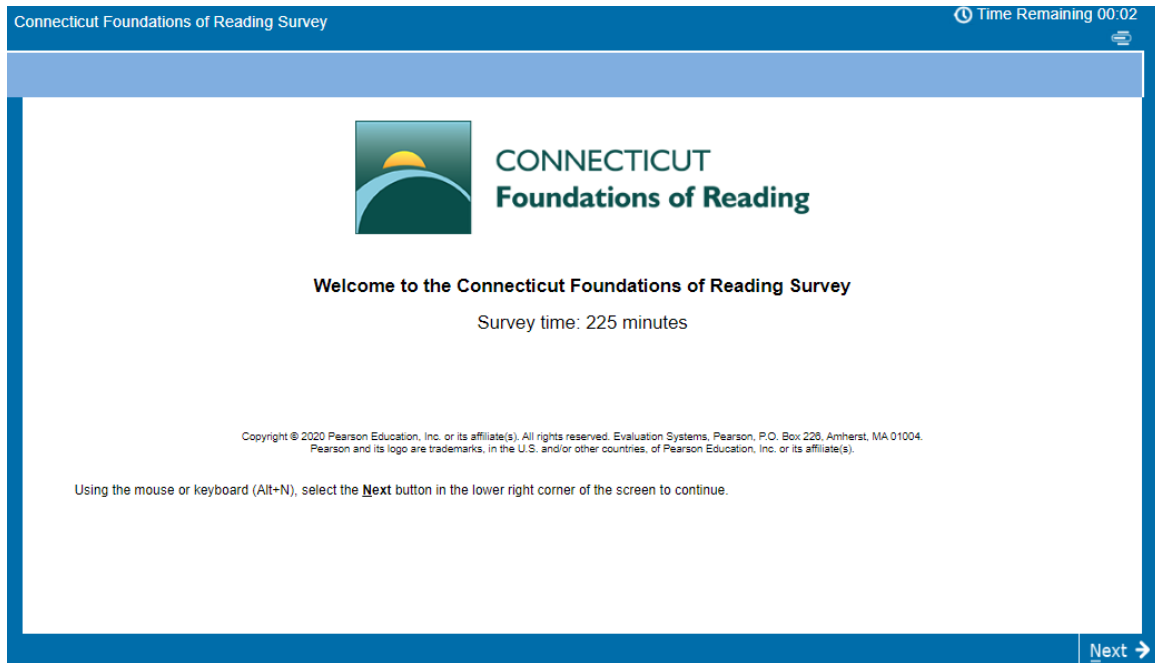 Connecticut Foundations of Reading Survey
Time Remaining 00:02
CONNECTICUT
Foundations of Reading
Welcome to the Connecticut Foundations of Reading Survey
Survey time: 225 minutes
Copyright © 2020 Pearson Education, Inc. or its affiliate(s). All rights reserved. Evaluation Systems, Pearson, P.O. Box 226, Amherst, MA 01004.
Pearson and its logo are trademarks, in the U.S. and/or other countries, of Pearson Education, Inc. or its affiliate(s).
Using the mouse or keyboard (Alt+N), select the Next button in the lower right corner of the screen to continue.
Next